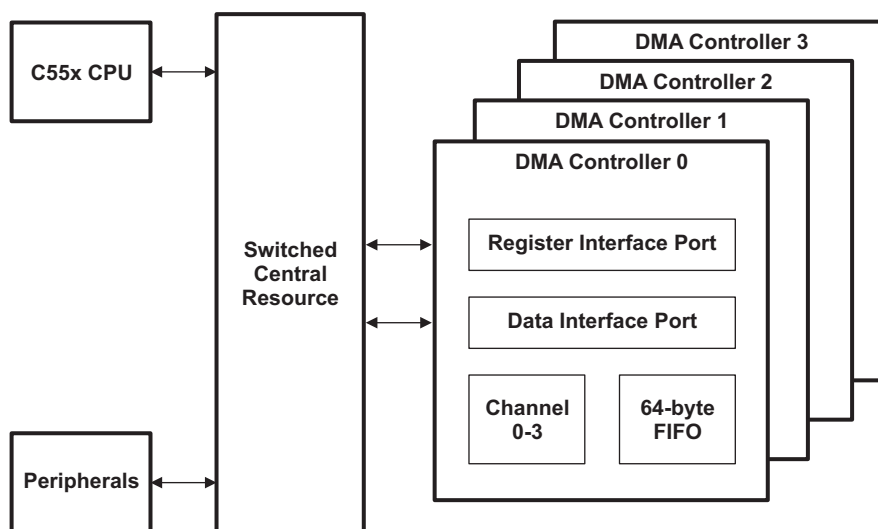 C55x CPU
DMA Controller 3
DMA Controller 2
DMA Controller 1
DMA Controller 0
Register Interface Port
Switched
Central
Resource
Data Interface Port
Channel
0-3
64-byte
FIFO
Peripherals